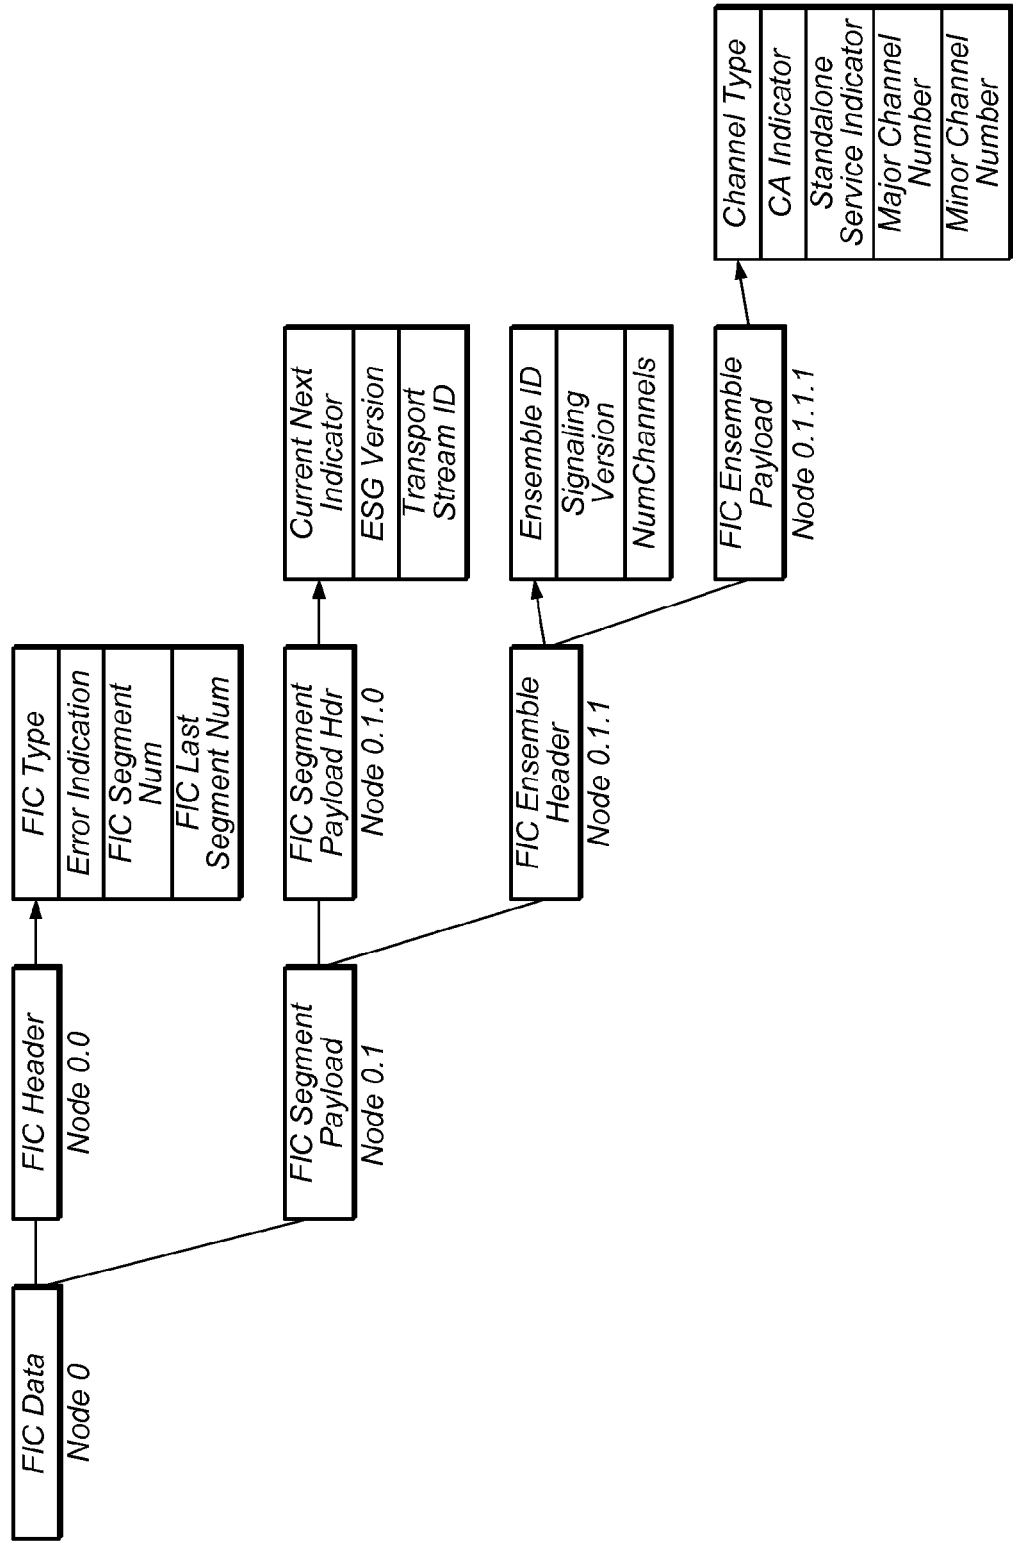 FIC Data
Node 0
FIC Header
Node 0.0
FIC Type
Error Indication
FIC Segment
Num
FIC Last
Segment Num
FIC Segment
Payload
Node 0.1
FIC Segment
Payload Hdr
Node 0.1.0
Current Next
Indicator
ESG Version
Transport
Stream ID
FIC Ensemble
Header
Node 0.1.1
Ensemble ID
Signaling
Version
NumChannels
FIC Ensemble
Payload
Node 0.1.1.1
Channel Type
CA Indicator
Standalone
Service Indicator
Major Channel
Number
Minor Channel
Number